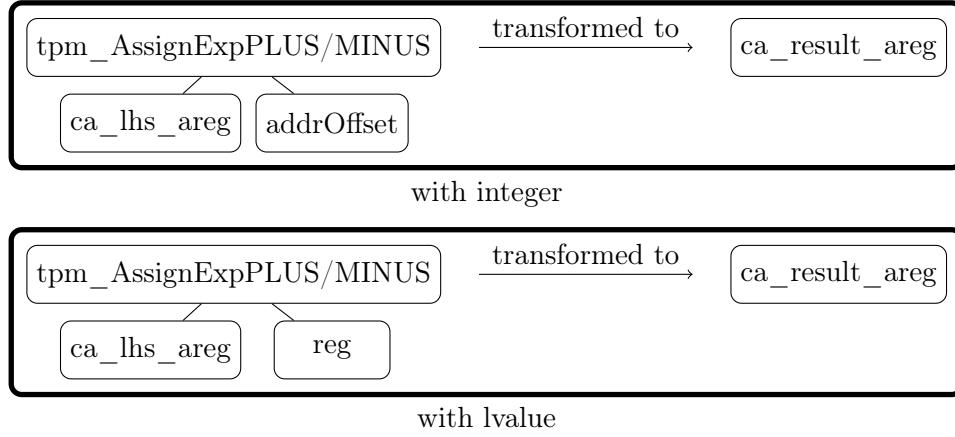 tpm_AssignExpPLUS/MINUS transformed to ca_result_areg
ca_lhs_areg addrOffset
with integer
tpm_AssignExpPLUS/MINUS transformed to ca_result_areg
ca_lhs_areg reg
with lvalue